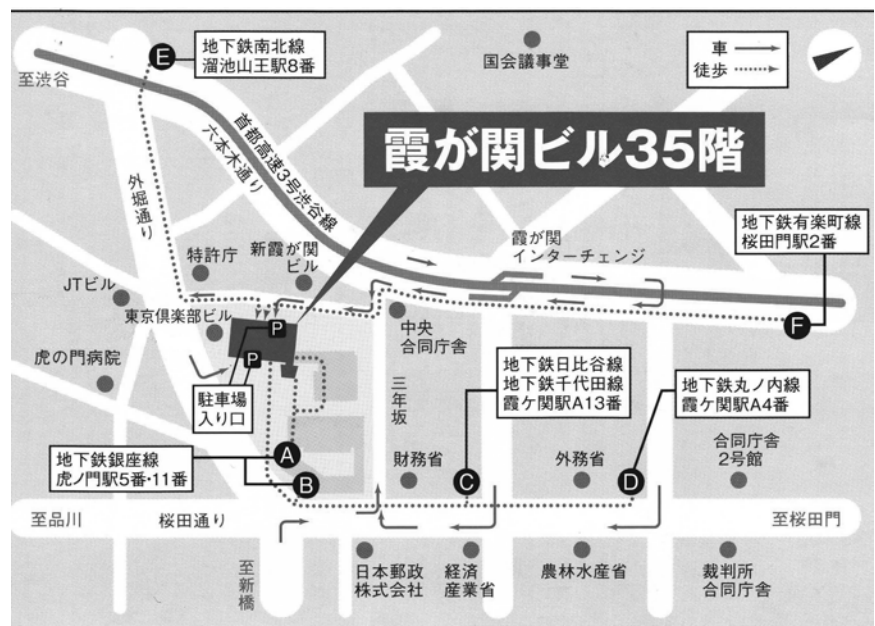 E
地下鉄南北線
溜池山王駅8番
国会議事堂
車
徒歩
至渋谷
首都高速3号渋谷線
六本木通り
霞が関ビル35階
外堀通り
地下鉄有楽町線
桜田門駅2番
霞が関
インターチェンジ
特許庁
新霞が関
ビル
JTビル
東京倶楽部ビル
P
P
中央
合同庁舎
F
虎の門病院
駐車場
入り口
三年坂
地下鉄日比谷線
地下鉄千代田線
霞ケ関駅A13番
地下鉄丸ノ内線
霞ケ関駅A4番
地下鉄銀座線
虎ノ門駅5番・11番
A
B
財務省
C
外務省
D
合同庁舎
2号館
至品川
桜田通り
至桜田門
至新橋
日本郵政
株式会社
経済
産業省
農林水産省
裁判所
合同庁舎